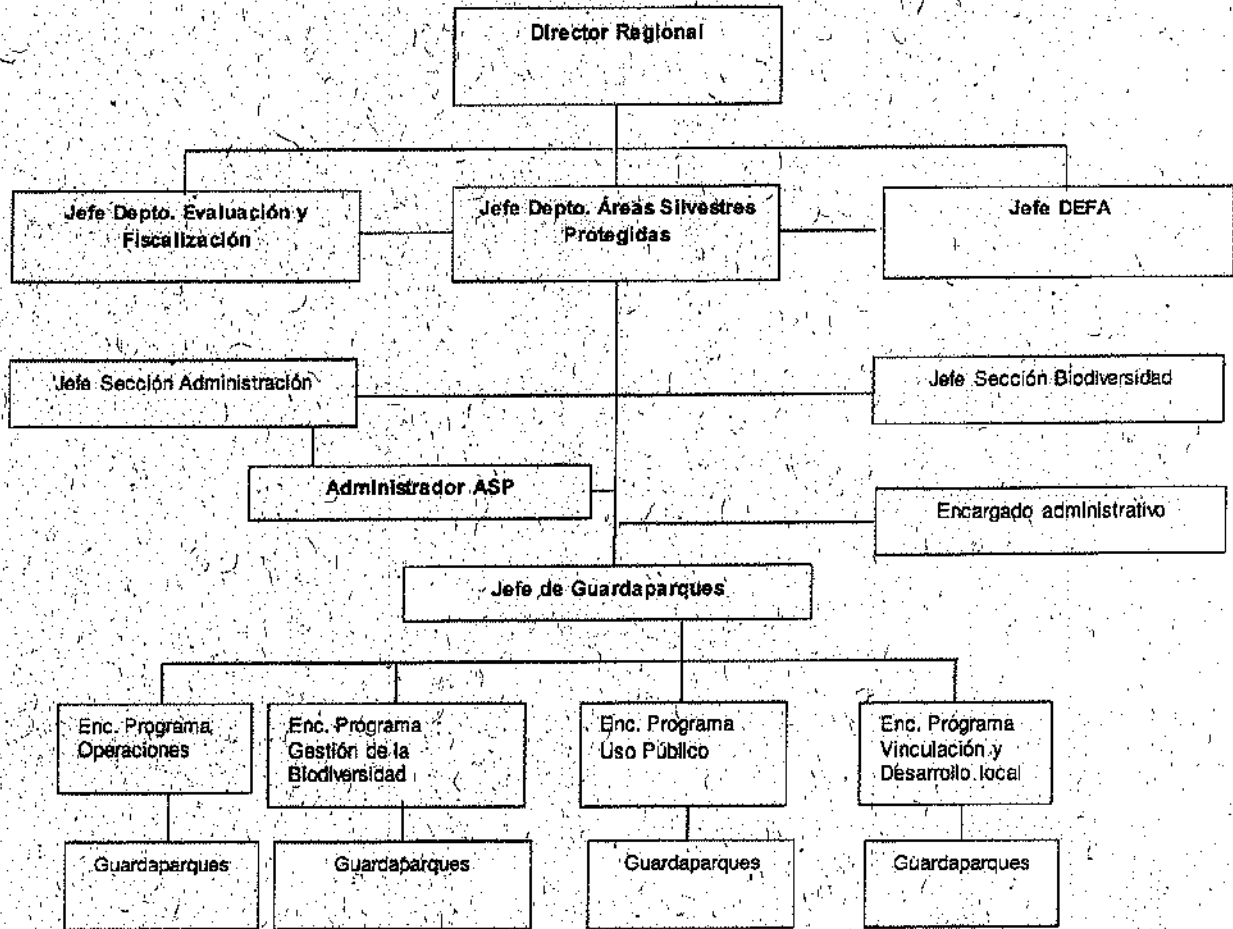 Director Regional
Jefe Depto. Evaluación y
Fiscalización
Jefe Depto. Áreas Silvestres
Protegidas
Jefe DEFA
Jefe Sección Administración
Jefe Sección Biodiversidad
Administrador ASP
Encargado administrativo
Jefe de Guardaparques
Enc. Programa
Operaciones
Enc. Programa
Gestión de la
Biodiversidad
Enc. Programa
Uso Público
Enc. Programa
Vinculación y
Desarrollo local
Guardaparques
Guardaparques
Guardaparques
Guardaparques